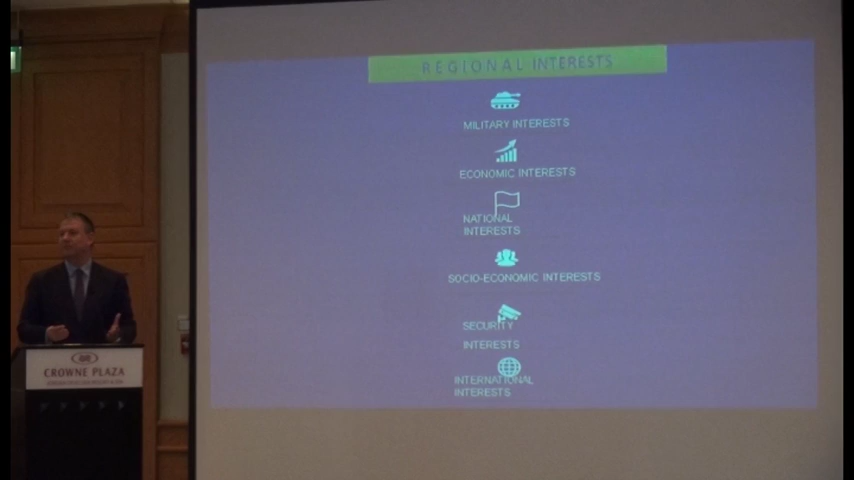 REGIONAL INTERESTS
MILITARY INTERESTS
ECONOMIC INTERESTS
NATIONAL
INTERESTS
SOCIO-ECONOMIC INTERESTS
SECURITY
INTERESTS
INTERNATIONAL
INTERESTS
CROWNE PLAZA